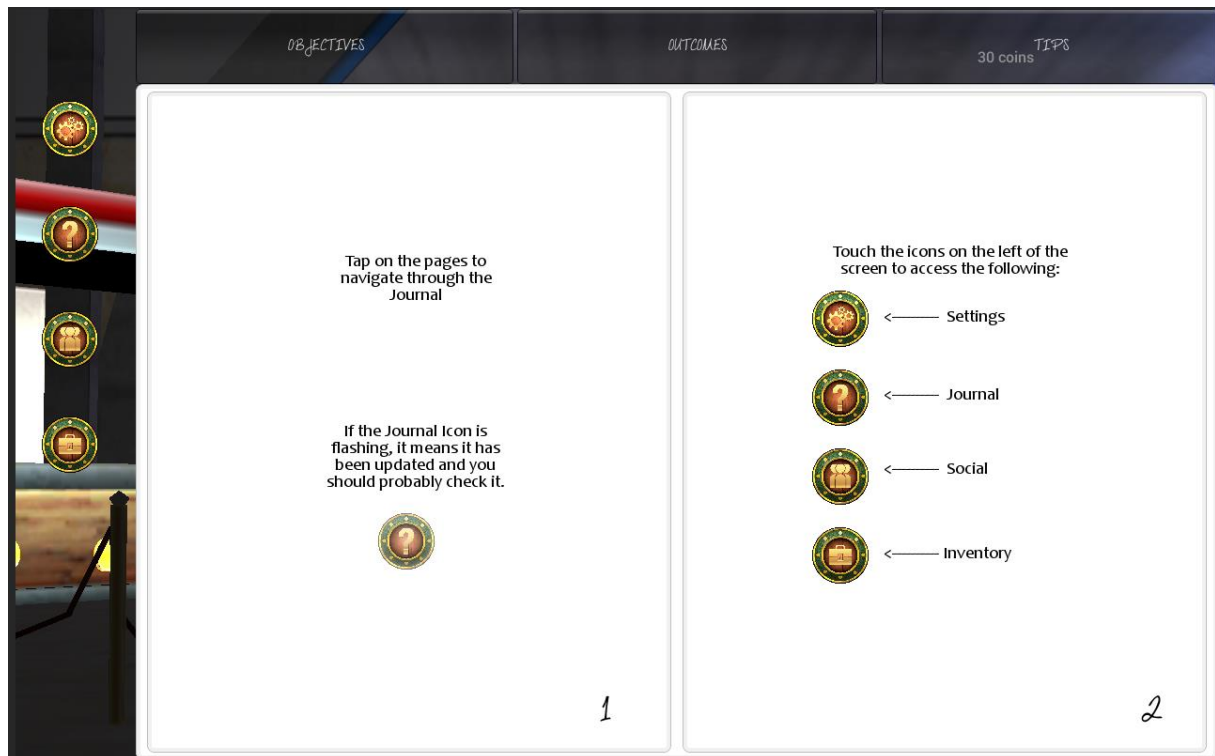 OBJECTIVES
OUTCOMES
TIPS
30 coins
Tap on the pages to
navigate through the
Journal
If the Journal Icon is
flashing, it means it has
been updated and you
should probably check it.
1
Touch the icons on the left of the
screen to access the following:
<—— Settings
<—— Journal
<—— Social
<—— Inventory
2